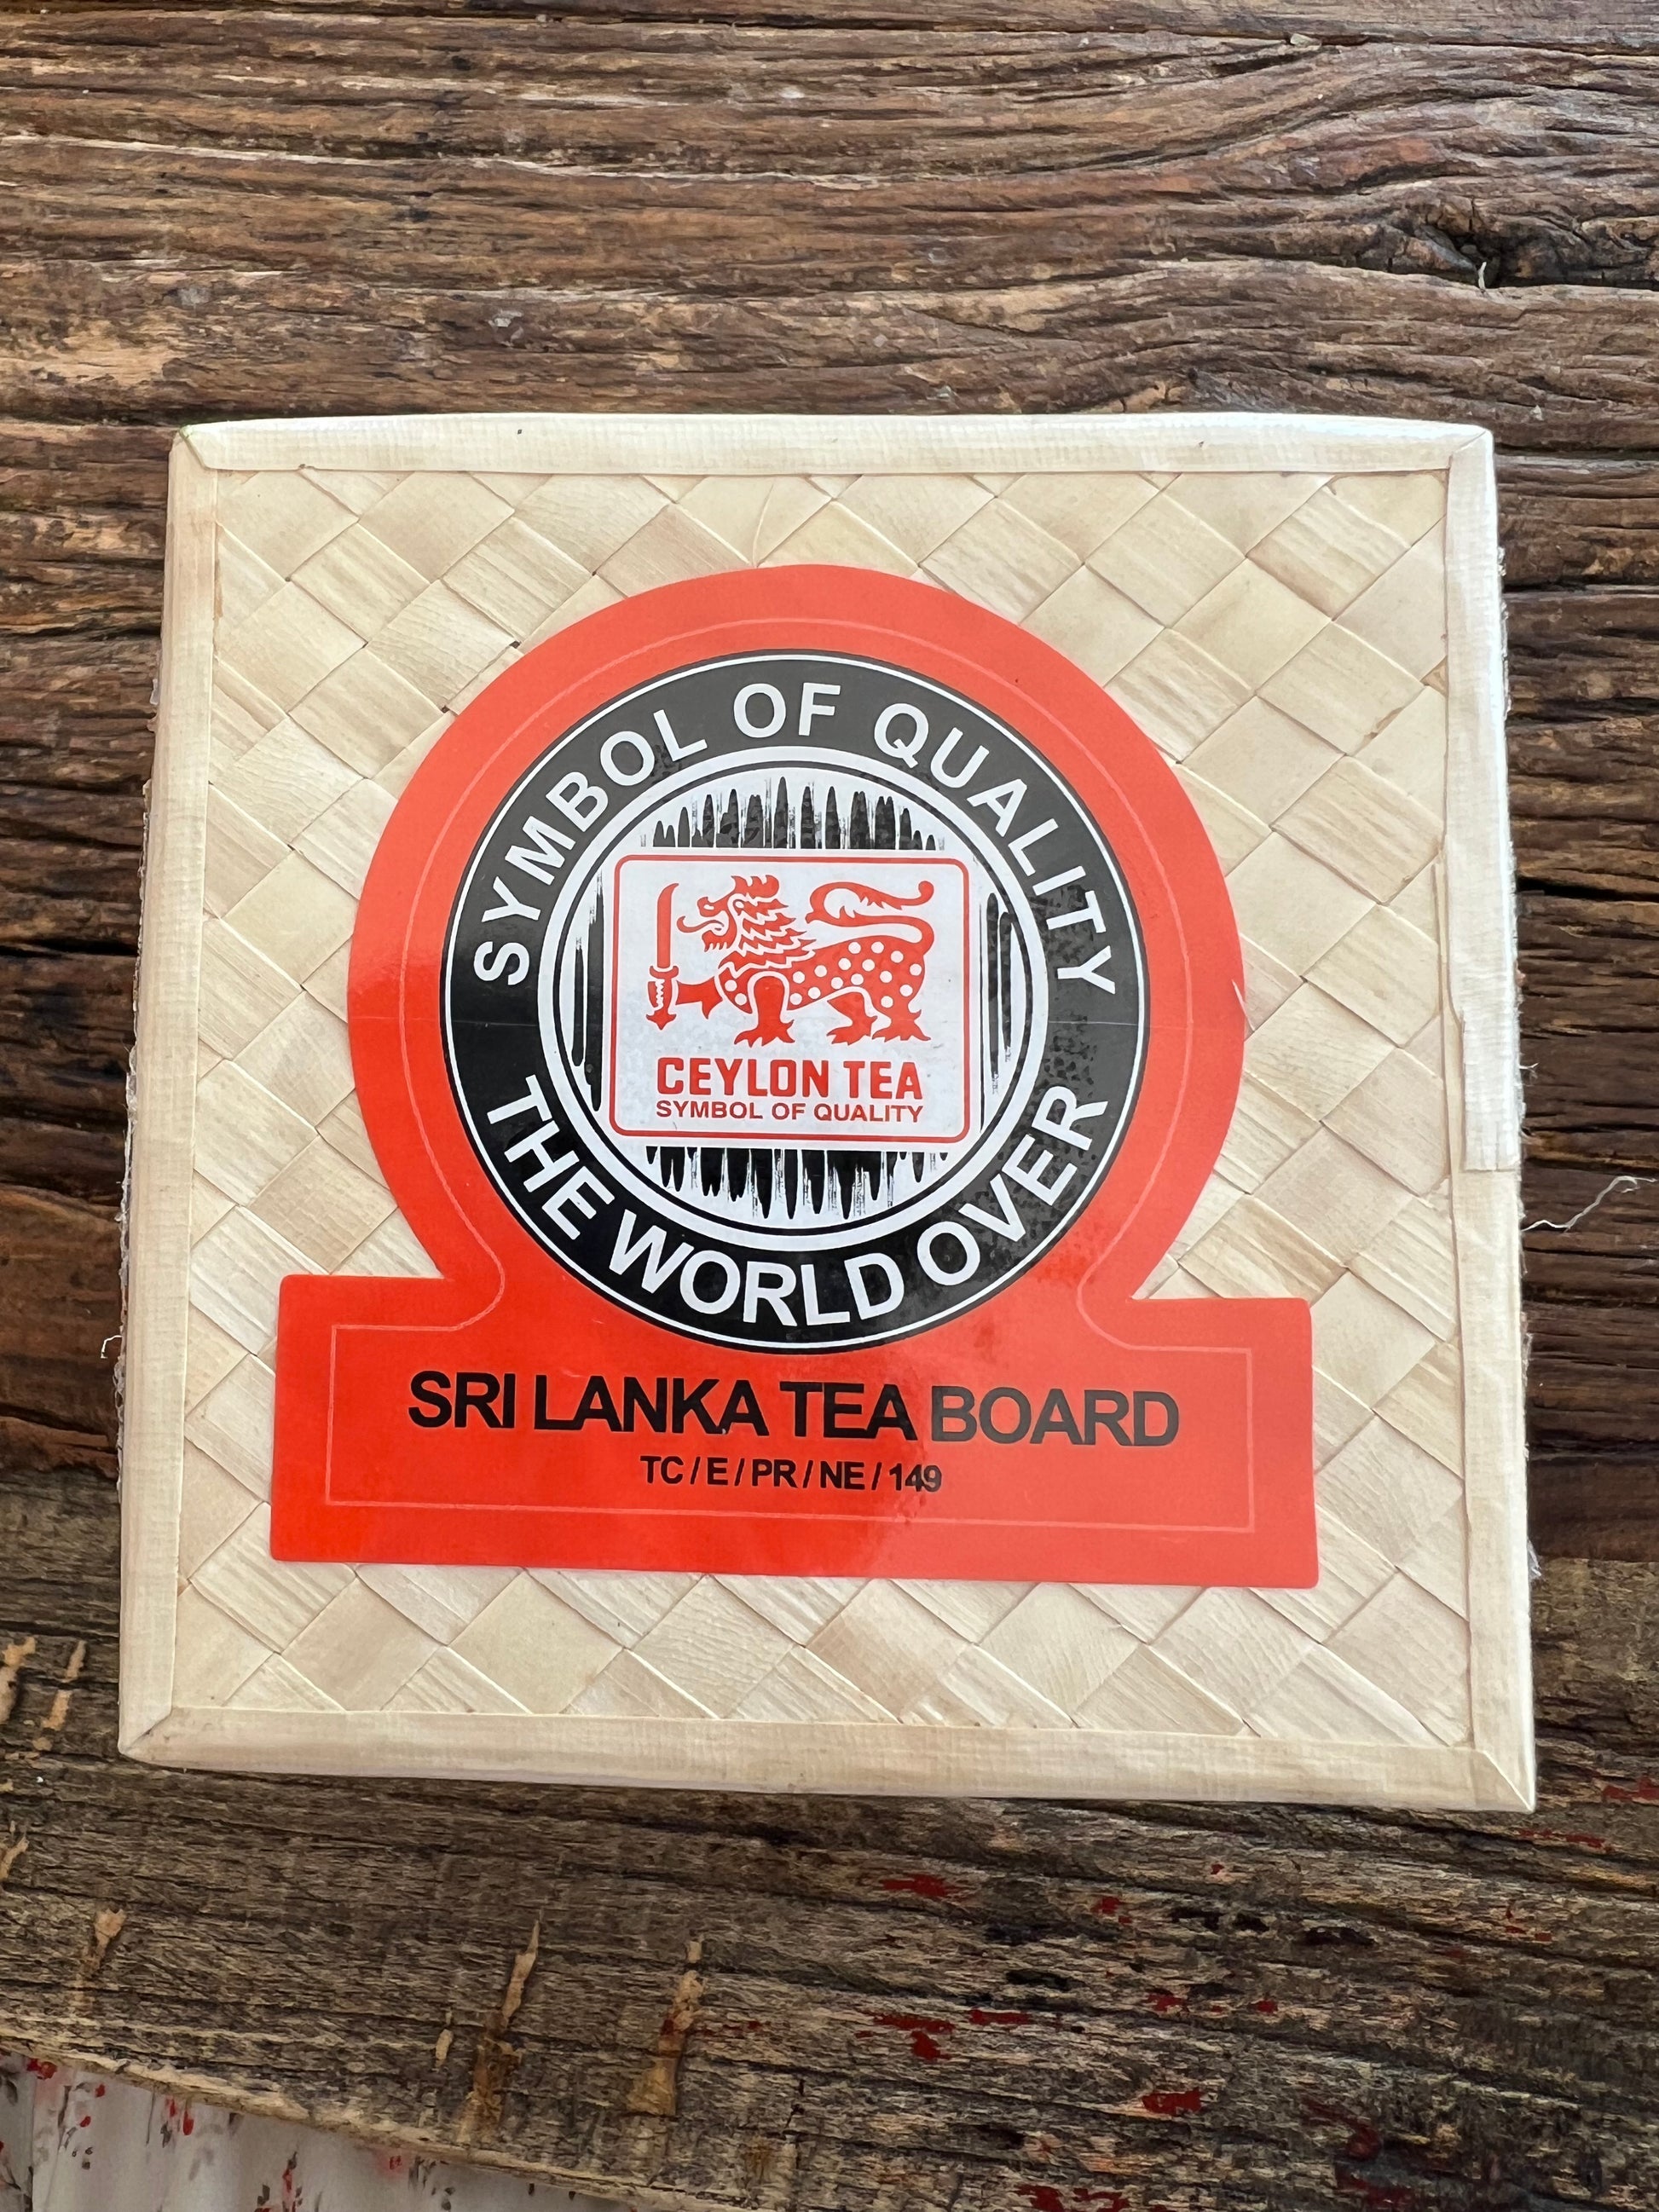 SYMBOL OF QUALITY
CEYLON TEA
SYMBOL OF QUALITY
THE WORLD OVER
SRI LANKA TEA BOARD
TC / E / PR / NE / 149